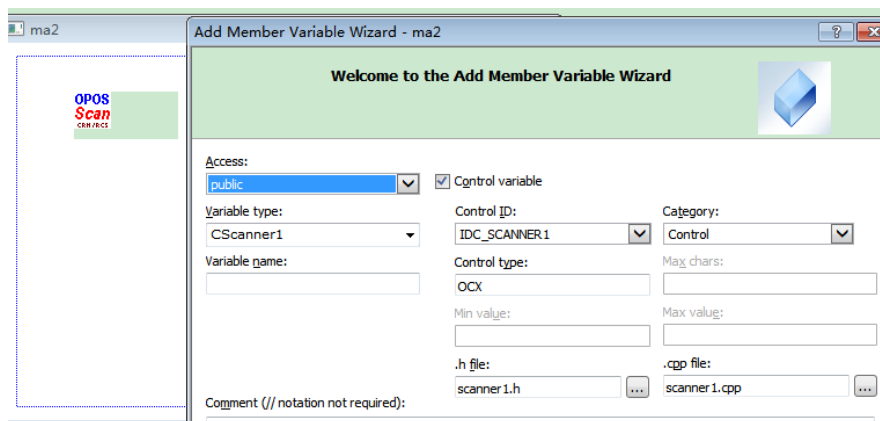 ma2
OPOS
Scan
CRM/RCS
Add Member Variable Wizard - ma2
Welcome to the Add Member Variable Wizard
Access:
public
Control variable
Variable type:
CScanner1
Control ID:
IDC_SCANNER1
Category:
Control
Variable name:
Control type:
OCX
Max chars:
Min value:
Max value:
.h file:
scanner1.h
...
.cpp file:
scanner1.cpp
...
Comment (// notation not required):